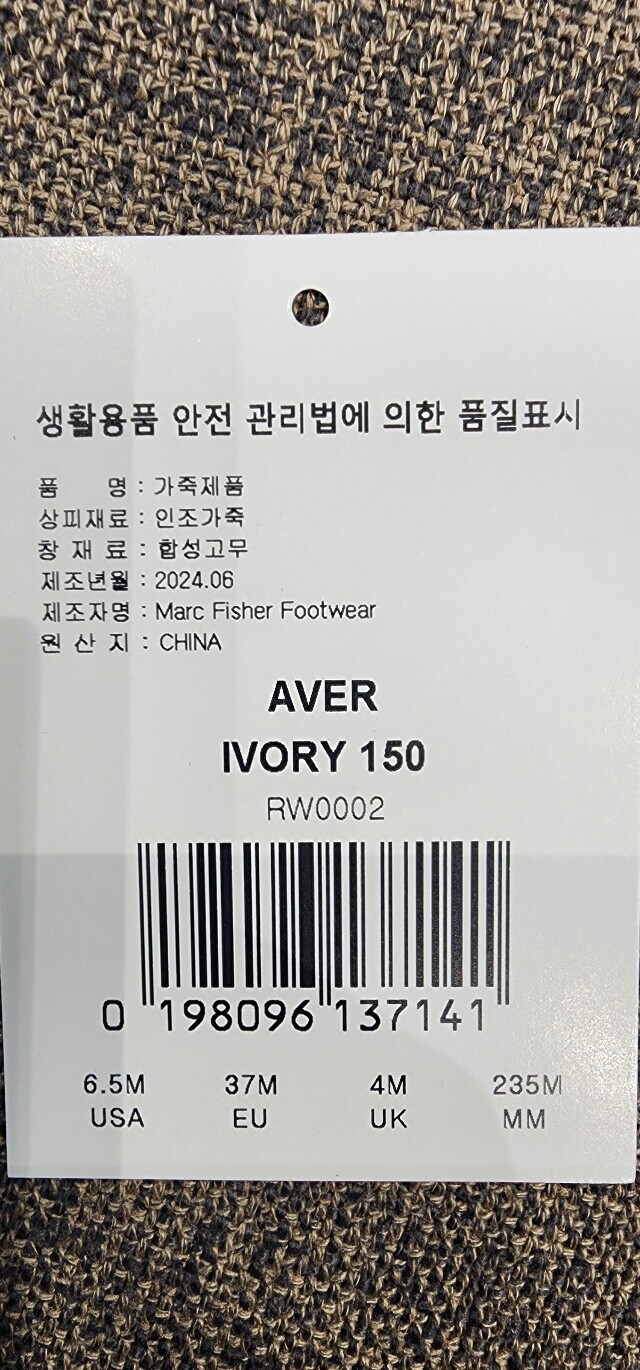 생활용품 안전 관리법에 의한 품질표시
품 명 : 가죽제품
상피재료 : 인조가죽
창 재 료 : 합성고무
제조년월 : 2024.06
제조자명 : Marc Fisher Footwear
원 산 지 : CHINA
AVER
IVORY 150
RW0002
0 198096 137141
6.5M 37M 4M 235M
USA EU UK MM